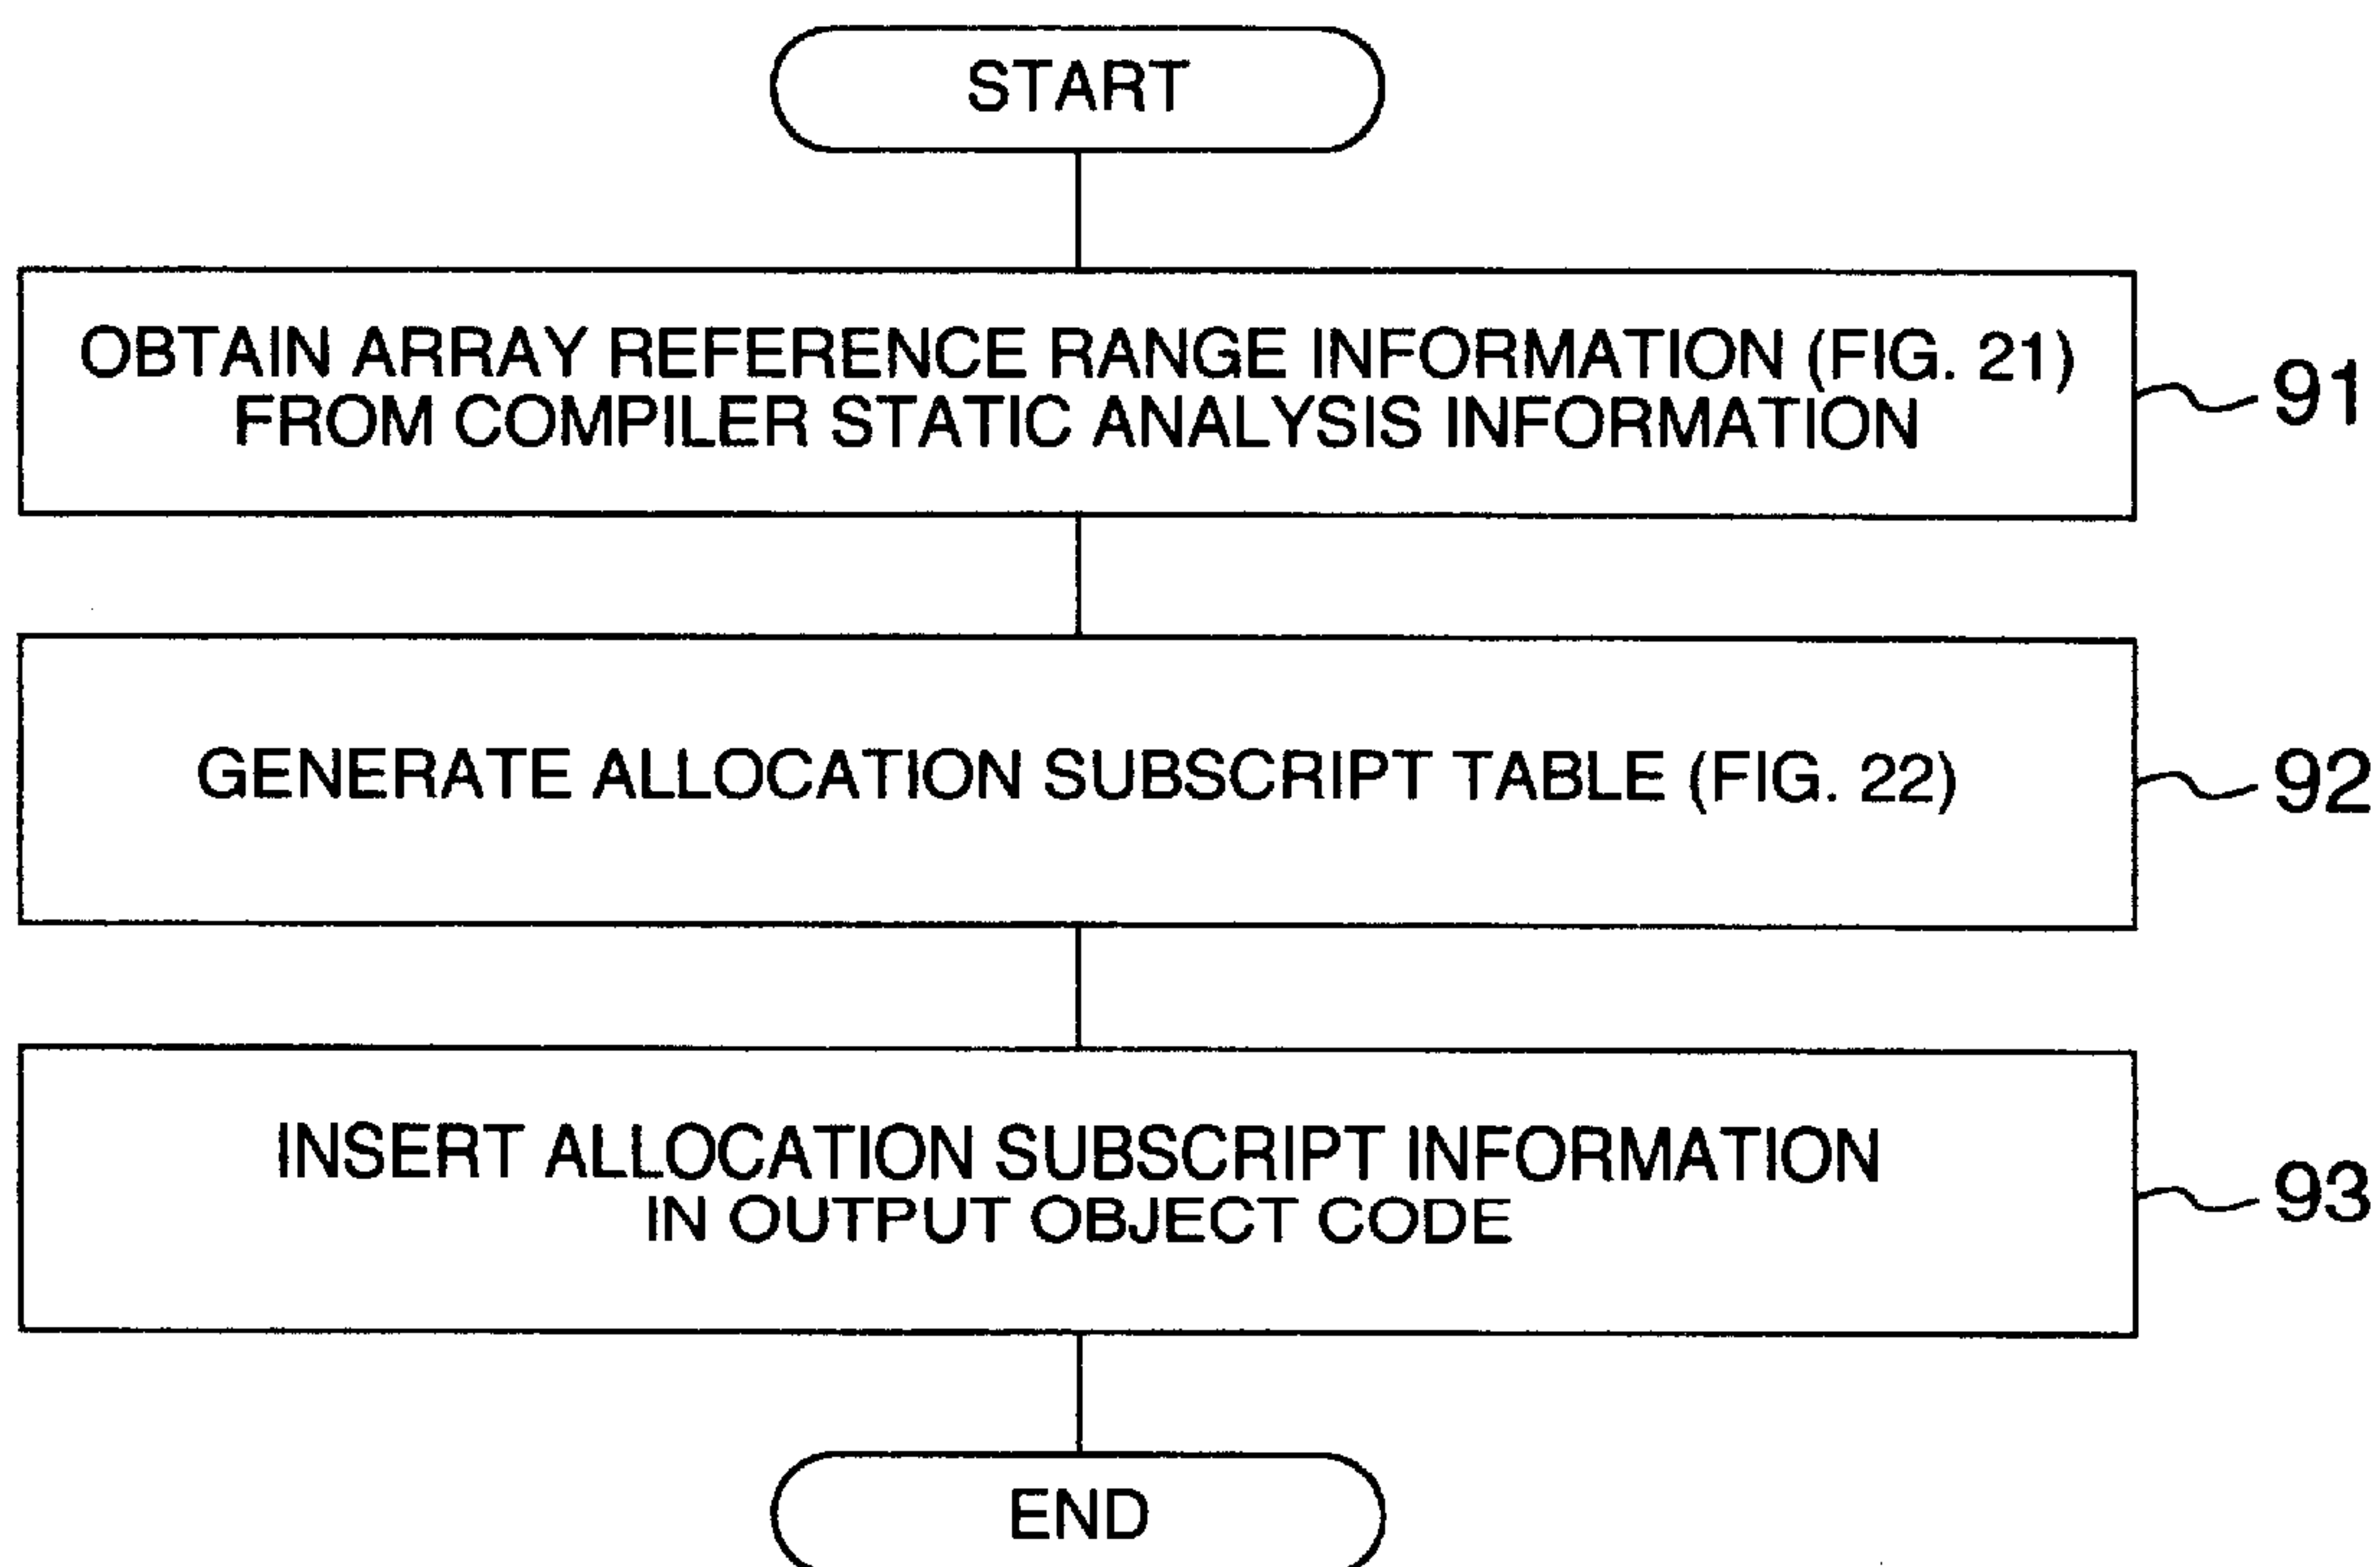 START
OBTAIN ARRAY REFERENCE RANGE INFORMATION (FIG. 21)
FROM COMPILER STATIC ANALYSIS INFORMATION
91
GENERATE ALLOCATION SUBSCRIPT TABLE (FIG. 22)
92
INSERT ALLOCATION SUBSCRIPT INFORMATION
IN OUTPUT OBJECT CODE
93
END